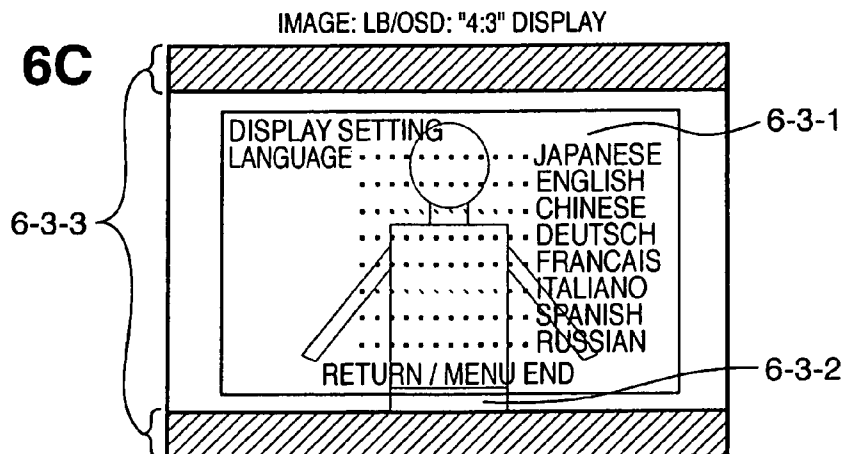 IMAGE: LB/OSD: "4:3" DISPLAY
6C
6-3-1
DISPLAY SETTING
LANGUAGE JAPANESE
ENGLISH
CHINESE
6-3-3
DEUTSCH
FRANCAIS
ITALIANO
SPANISH
RUSSIAN
RETURN / MENU END
6-3-2